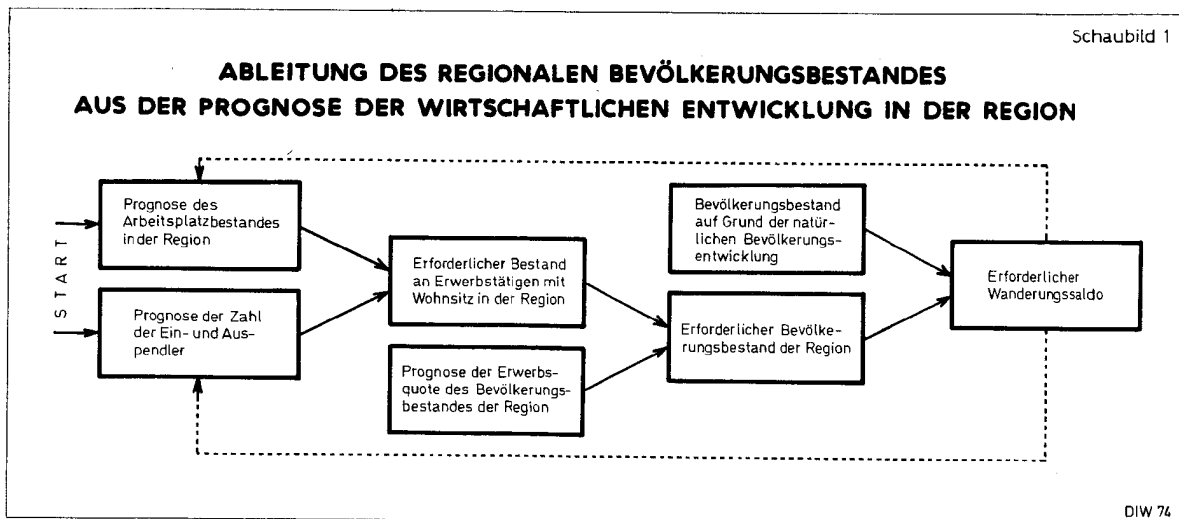 Schaubild 1
ABLEITUNG DES REGIONALEN BEVÖLKERUNGSBESTANDES
AUS DER PROGNOSE DER WIRTSCHAFTLICHEN ENTWICKLUNG IN DER REGION
START
Prognose des
Arbeitsplatzbestandes
in der Region
Prognose der Zahl
der Ein- und Aus-
pendler
Erforderlicher Bestand
an Erwerbstätigen mit
Wohnsitz in der Region
Prognose der Erwerbs-
quote des Bevölkerungs-
bestandes der Region
Bevölkerungsbestand
auf Grund der natür-
lichen Bevölkerungs-
entwicklung
Erforderlicher Bevölke-
rungsbestand der Region
Erforderlicher
Wanderungssaldo
DIW 74